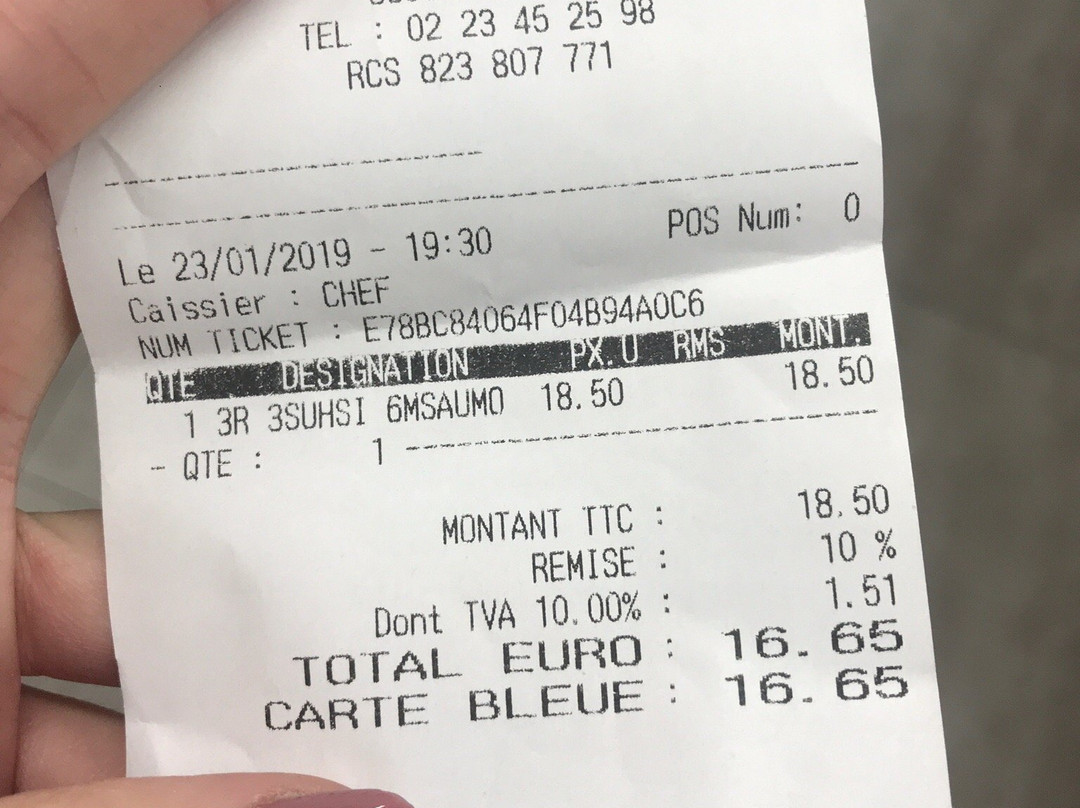 TEL : 02 23 45 25 98
RCS 823 807 771
Le 23/01/2019 - 19:30 POS Num: 0
Caissier : CHEF
NUM TICKET : E78BC84064F04B94A0C6
QTE DESIGNATION PX.U RMS MONT.
1 3R 3SUHSI 6MSAUMO 18.50 18.50
- QTE : 1
MONTANT TTC : 18.50
REMISE : 10 %
Dont TVA 10.00% : 1.51
TOTAL EURO : 16.65
CARTE BLEUE : 16.65